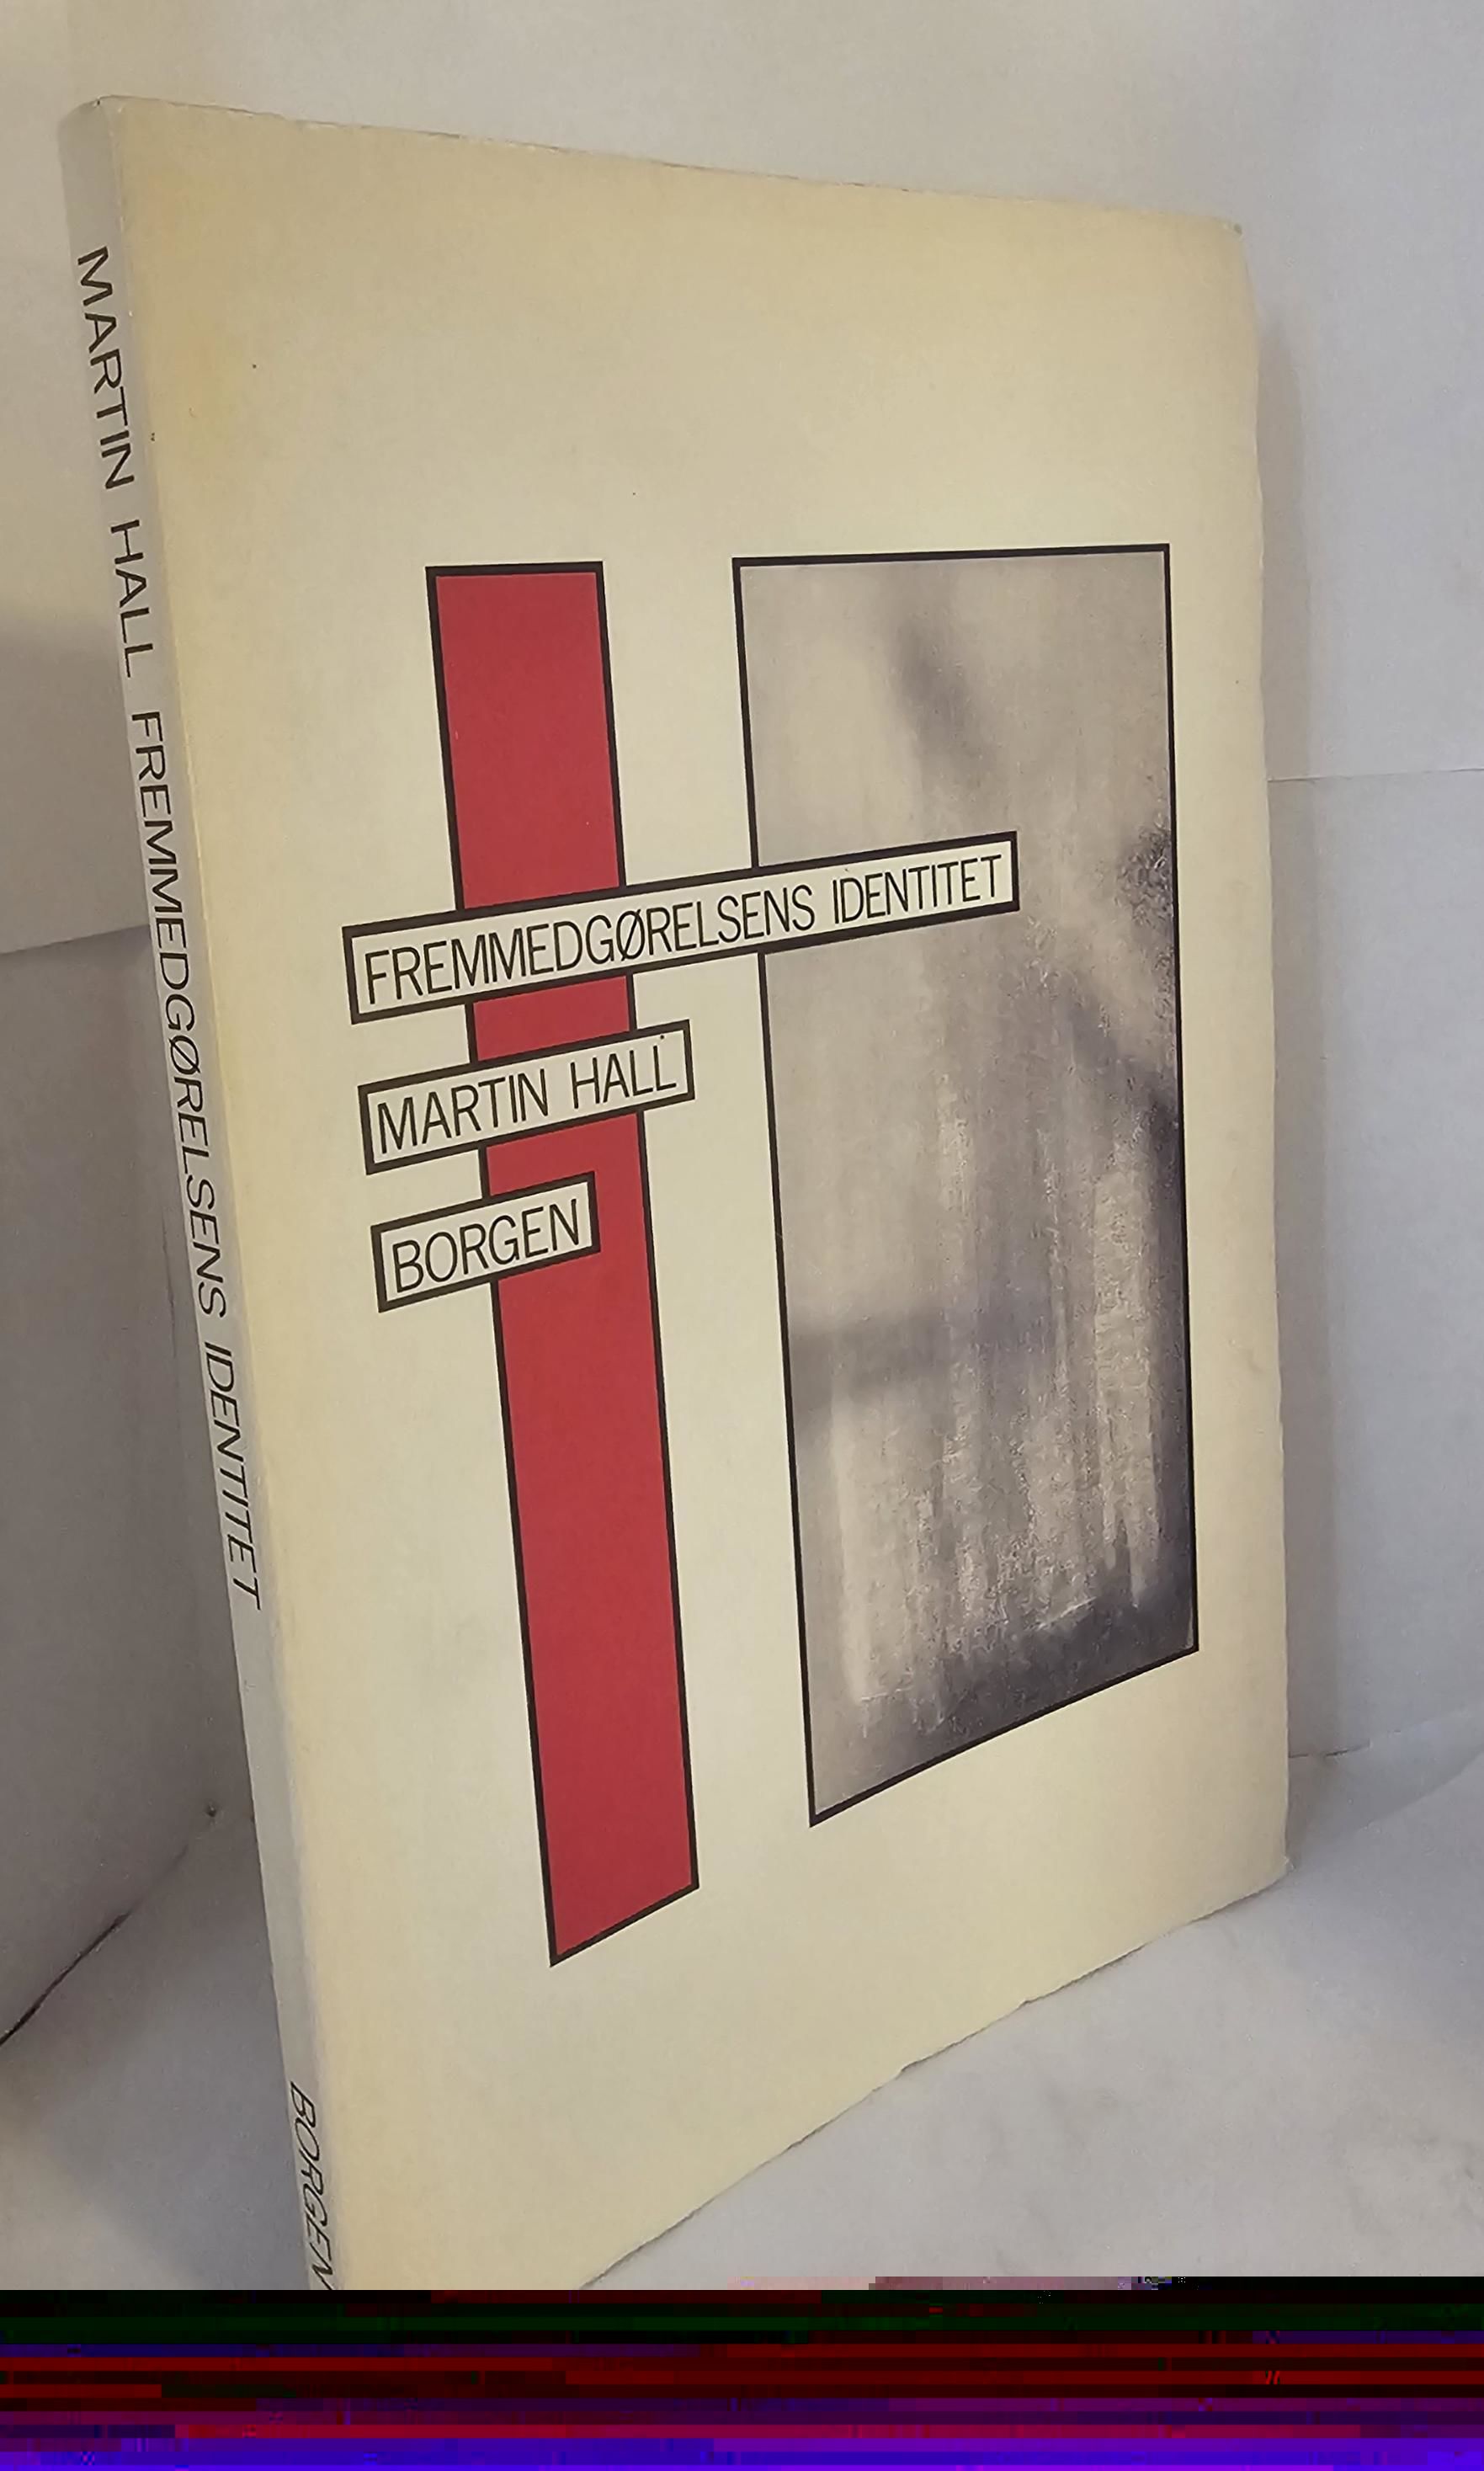 MARTIN HALL FREMMEDGØRELSENS IDENTITET BORGEN
FREMMEDGØRELSENS IDENTITET
MARTIN HALL
BORGEN